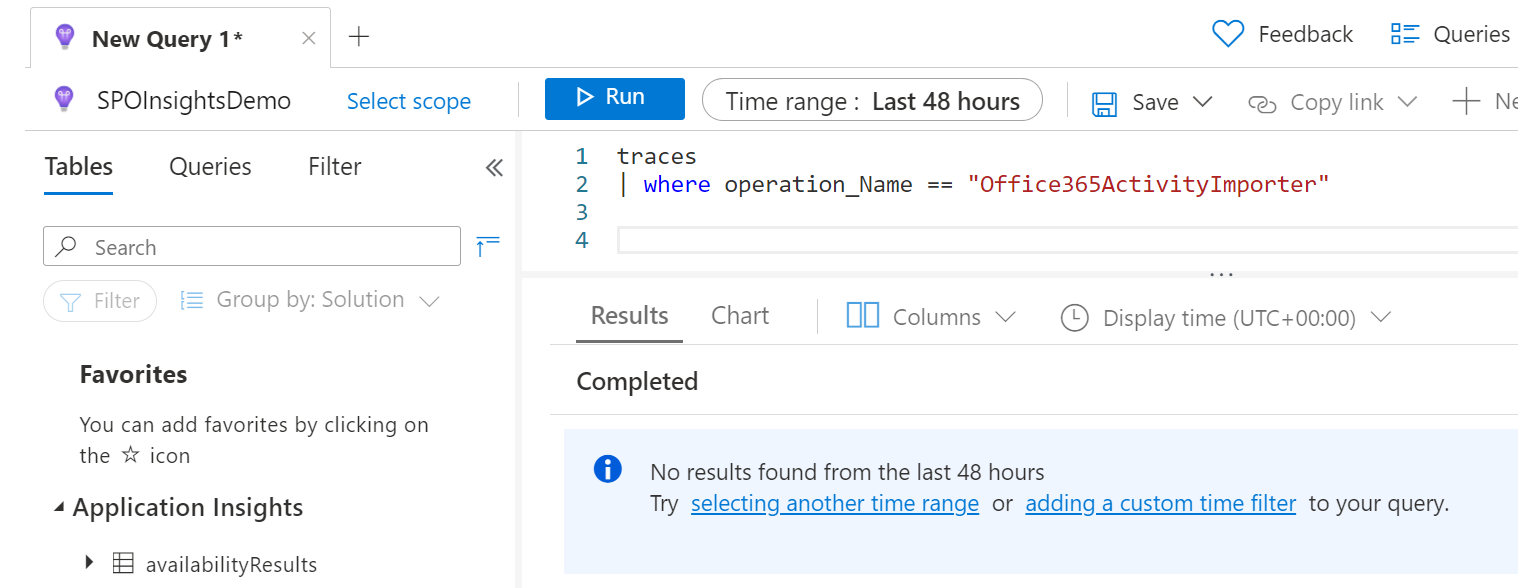 New Query 1*
Feedback
Queries
SPOInsightsDemo
Select scope
Run
Time range : Last 48 hours
Save
Copy link
Tables
Queries
Filter
1 traces
2 | where operation_Name == "Office365ActivityImporter"
3
4
Search
Filter
Group by: Solution
Results
Chart
Columns
Display time (UTC+00:00)
Favorites
You can add favorites by clicking on
the ☆ icon
Completed
No results found from the last 48 hours
Try selecting another time range or adding a custom time filter to your query.
Application Insights
availabilityResults